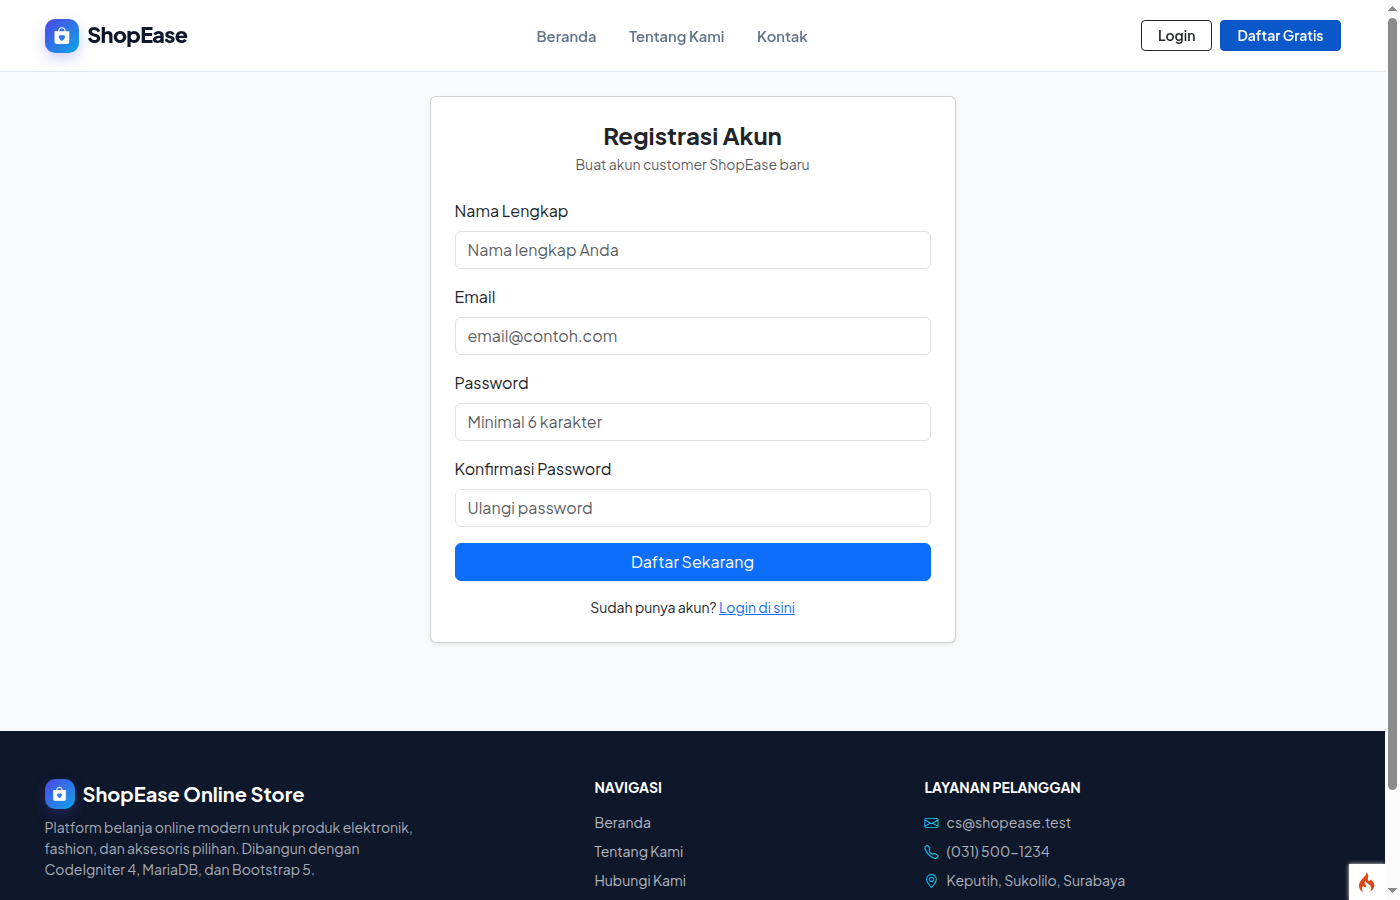 ShopEase
Beranda
Tentang Kami
Kontak
Login
Daftar Gratis
Registrasi Akun
Buat akun customer ShopEase baru
Nama Lengkap
Nama lengkap Anda
Email
email@contoh.com
Password
Minimal 6 karakter
Konfirmasi Password
Ulangi password
Daftar Sekarang
Sudah punya akun? Login di sini
ShopEase Online Store
Platform belanja online modern untuk produk elektronik,
fashion, dan aksesoris pilihan. Dibangun dengan
CodeIgniter 4, MariaDB, dan Bootstrap 5.
NAVIGASI
Beranda
Tentang Kami
Hubungi Kami
LAYANAN PELANGGAN
cs@shopease.test
(031) 500-1234
Keputih, Sukolilo, Surabaya